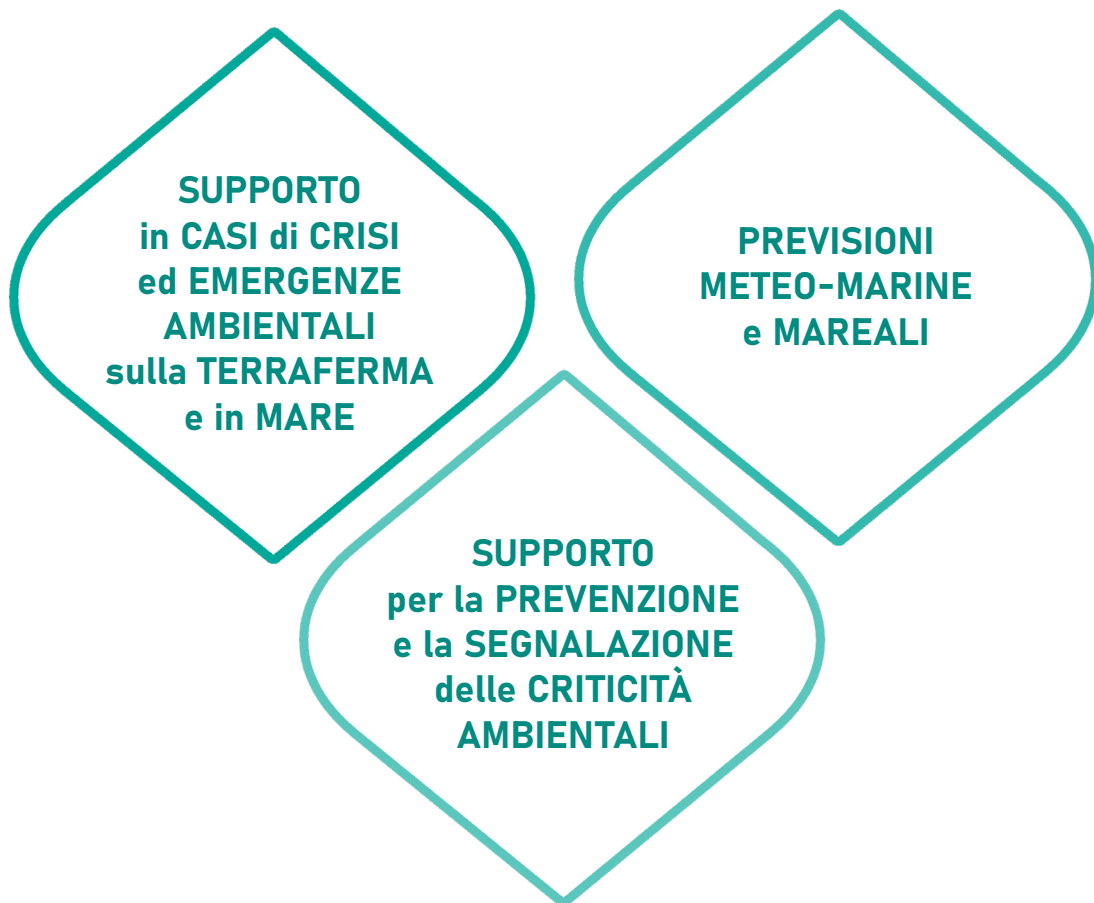 SUPPORTO
in CASI di CRISI
ed EMERGENZE
AMBIENTALI
sulla TERRAFERMA
e in MARE
PREVISIONI
METEO-MARINE
e MAREALI
SUPPORTO
per la PREVENZIONE
e la SEGNALAZIONE
delle CRITICITÀ
AMBIENTALI